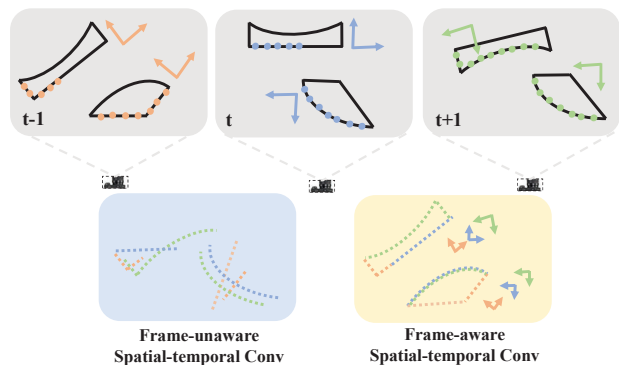 t-1
t
t+1
Frame-unaware
Spatial-temporal Conv
Frame-aware
Spatial-temporal Conv